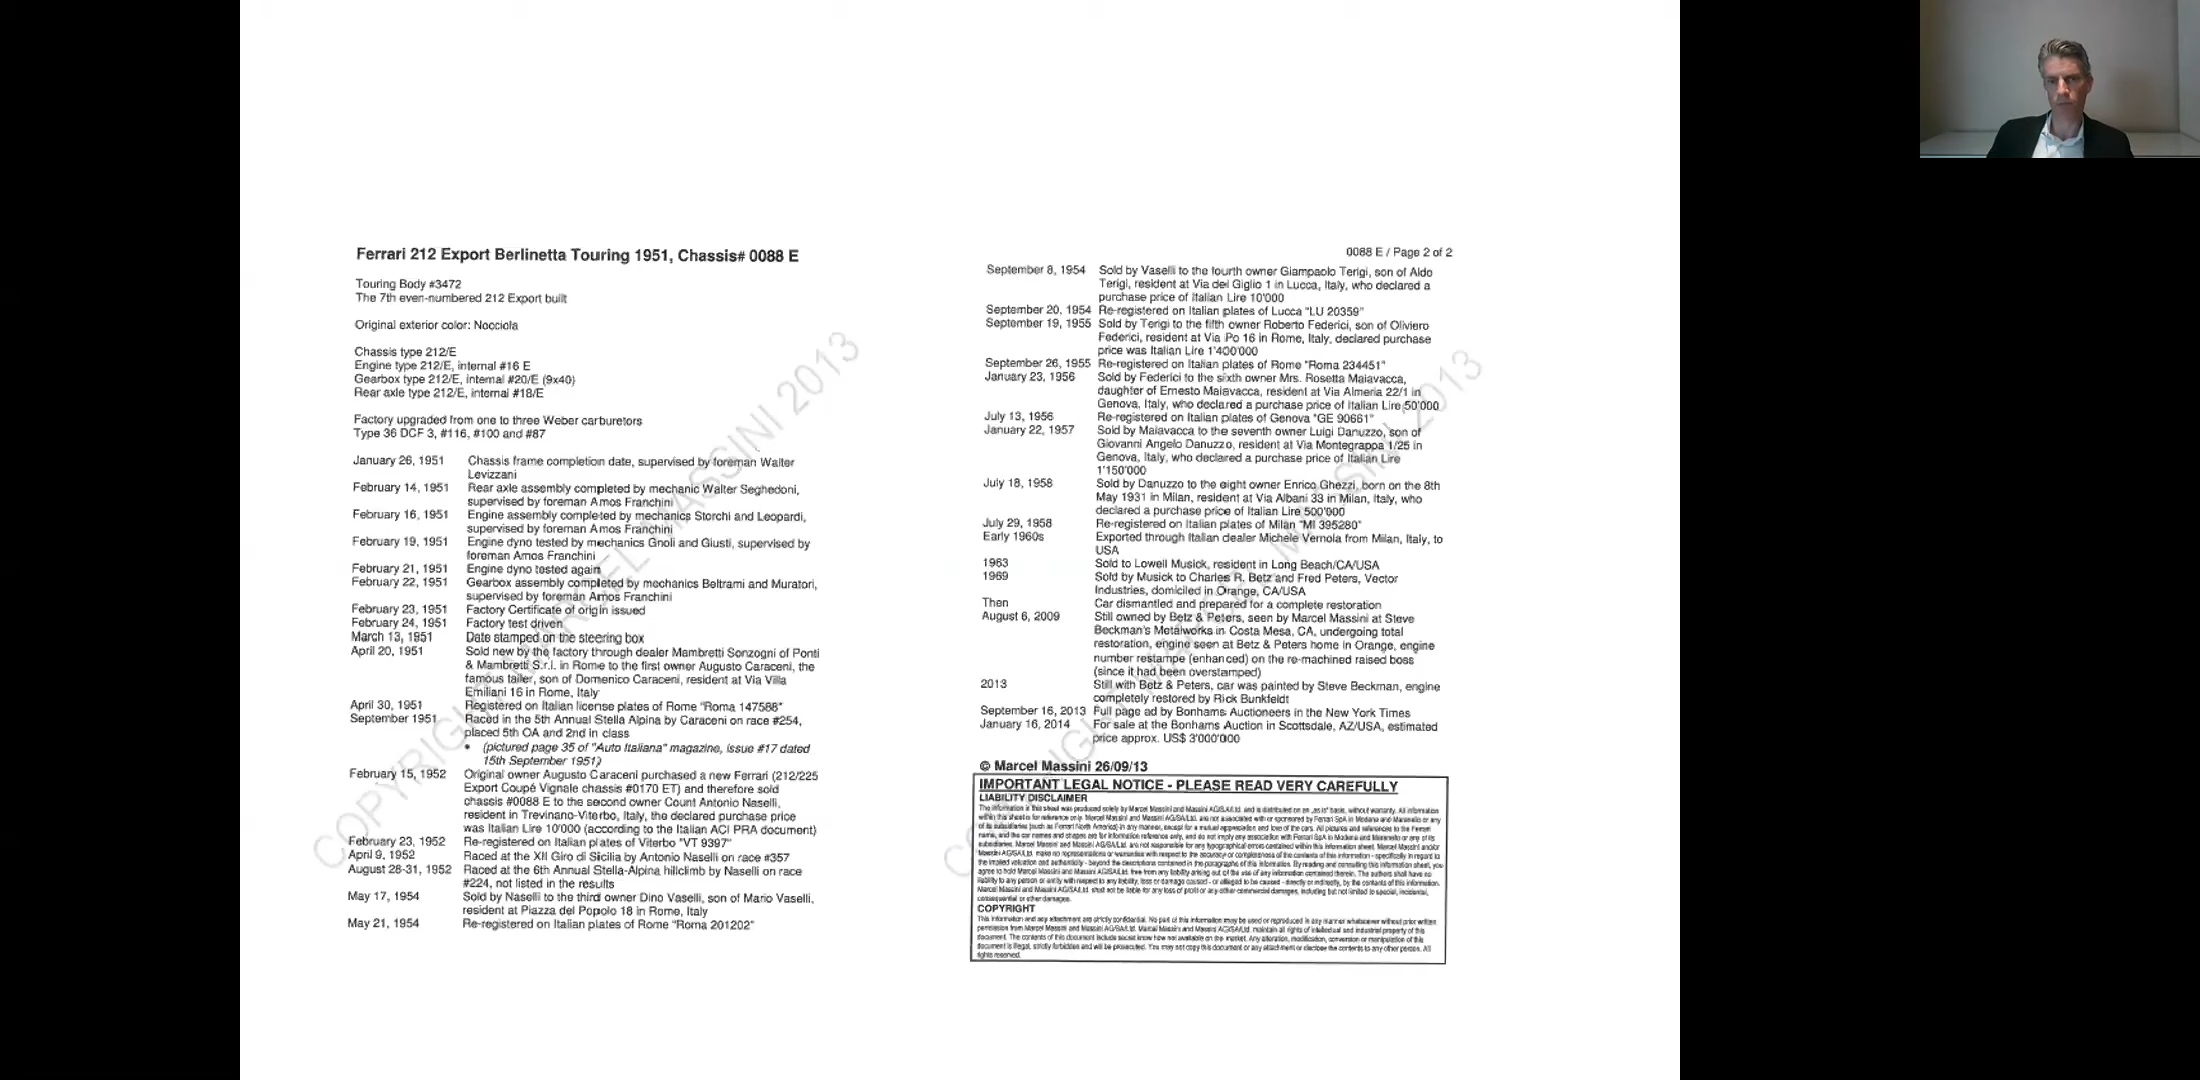 Ferrari 212 Export Berlinetta Touring 1951, Chassis# 0088 E
Touring Body #3472
The 7th even-numbered 212 Export built
Original exterior color: Nocciola
Chassis type 212/E
Engine type 212/E, internal #16 E
Gearbox type 212/E, internal #20/E (9x40)
Rear axle type 212/E, internal #18/E
Factory upgraded from one to three Weber carburetors
Type 36 DCF 3, #116, #100 and #87
January 26, 1951 Chassis frame completion date, supervised by foreman Walter
Levizzani
February 14, 1951 Rear axle assembly completed by mechanic Walter Seghedoni,
supervised by foreman Amos Franchini
February 16, 1951 Engine assembly completed by mechanics Storchi and Leopardi,
supervised by foreman Amos Franchini
February 19, 1951 Engine dyno tested by mechanics Gnoli and Giusti, supervised by
foreman Amos Franchini
February 21, 1951 Engine dyno tested again
February 22, 1951 Gearbox assembly completed by mechanics Beltrami and Muratori,
supervised by foreman Amos Franchini
February 23, 1951 Factory Certificate of origin issued
February 24, 1951 Factory test driven
March 13, 1951 Date stamped on the steering box
April 20, 1951 Sold new by the factory through dealer Mambretti Sonzogni of Ponti
& Mambretti S.r.l. in Rome to the first owner Augusto Caraceni, the
famous tailer, son of Domenico Caraceni, resident at Via Villa
Emiliani 16 in Rome, Italy
April 30, 1951 Registered on Italian license plates of Rome "Roma 147588"
September 1951 Raced in the 5th Annual Stella Alpina by Caraceni on race #254,
placed 5th OA and 2nd in class
• (pictured page 35 of "Auto Italiana" magazine, issue #17 dated
15th September 1951)
February 15, 1952 Original owner Augusto Caraceni purchased a new Ferrari (212/225
Export Coupé Vignale chassis #0170 ET) and therefore sold
chassis #0088 E to the second owner Count Antonio Naselli,
resident in Trevinano-Viterbo, Italy, the declared purchase price
was Italian Lire 10'000 (according to the Italian ACI PRA document)
February 23, 1952 Re-registered on Italian plates of Viterbo "VT 9397"
April 9, 1952 Raced at the XII Giro di Sicilia by Antonio Naselli on race #357
August 28-31, 1952 Raced at the 6th Annual Stella-Alpina hillclimb by Naselli on race
#224, not listed in the results
May 17, 1954 Sold by Naselli to the third owner Dino Vaselli, son of Mario Vaselli,
resident at Piazza del Popolo 18 in Rome, Italy
May 21, 1954 Re-registered on Italian plates of Rome "Roma 201202"
COPYRIGHT MARCEL MASSINI 2013
0088 E / Page 2 of 2
September 8, 1954 Sold by Vaselli to the fourth owner Giampaolo Terigi, son of Aldo
Terigi, resident at Via del Giglio 1 in Lucca, Italy, who declared a
purchase price of Italian Lire 10'000
September 20, 1954 Re-registered on Italian plates of Lucca "LU 20359"
September 19, 1955 Sold by Terigi to the fifth owner Roberto Federici, son of Oliviero
Federici, resident at Via Po 16 in Rome, Italy, declared purchase
price was Italian Lire 1'400'000
September 26, 1955 Re-registered on Italian plates of Rome "Roma 234451"
January 23, 1956 Sold by Federici to the sixth owner Mrs. Rosetta Maiavacca,
daughter of Ernesto Maiavacca, resident at Via Almeria 22/1 in
Genova, Italy, who declared a purchase price of Italian Lire 50'000
July 13, 1956 Re-registered on Italian plates of Genova "GE 90661"
January 22, 1957 Sold by Maiavacca to the seventh owner Luigi Danuzzo, son of
Giovanni Angelo Danuzzo, resident at Via Montegrappa 1/25 in
Genova, Italy, who declared a purchase price of Italian Lire
1'150'000
July 18, 1958 Sold by Danuzzo to the eight owner Enrico Ghezzi, born on the 8th
May 1931 in Milan, resident at Via Albani 33 in Milan, Italy, who
declared a purchase price of Italian Lire 500'000
July 29, 1958 Re-registered on Italian plates of Milan "MI 395280"
Early 1960s Exported through Italian dealer Michele Vernola from Milan, Italy, to
USA
1963 Sold to Lowell Musick, resident in Long Beach/CA/USA
1969 Sold by Musick to Charles R. Betz and Fred Peters, Vector
Industries, domiciled in Orange, CA/USA
Then Car dismantled and prepared for a complete restoration
August 6, 2009 Still owned by Betz & Peters, seen by Marcel Massini at Steve
Beckman's Metalworks in Costa Mesa, CA, undergoing total
restoration, engine seen at Betz & Peters home in Orange, engine
number restampe (enhanced) on the re-machined raised boss
(since it had been overstamped)
2013 Still with Betz & Peters, car was painted by Steve Beckman, engine
completely restored by Rick Bunkfeldt
September 16, 2013 Full page ad by Bonhams Auctioneers in the New York Times
January 16, 2014 For sale at the Bonhams Auction in Scottsdale, AZ/USA, estimated
price approx. US$ 3'000'000
© Marcel Massini 26/09/13
IMPORTANT LEGAL NOTICE - PLEASE READ VERY CAREFULLY
LIABILITY DISCLAIMER
COPYRIGHT
rights reserved.